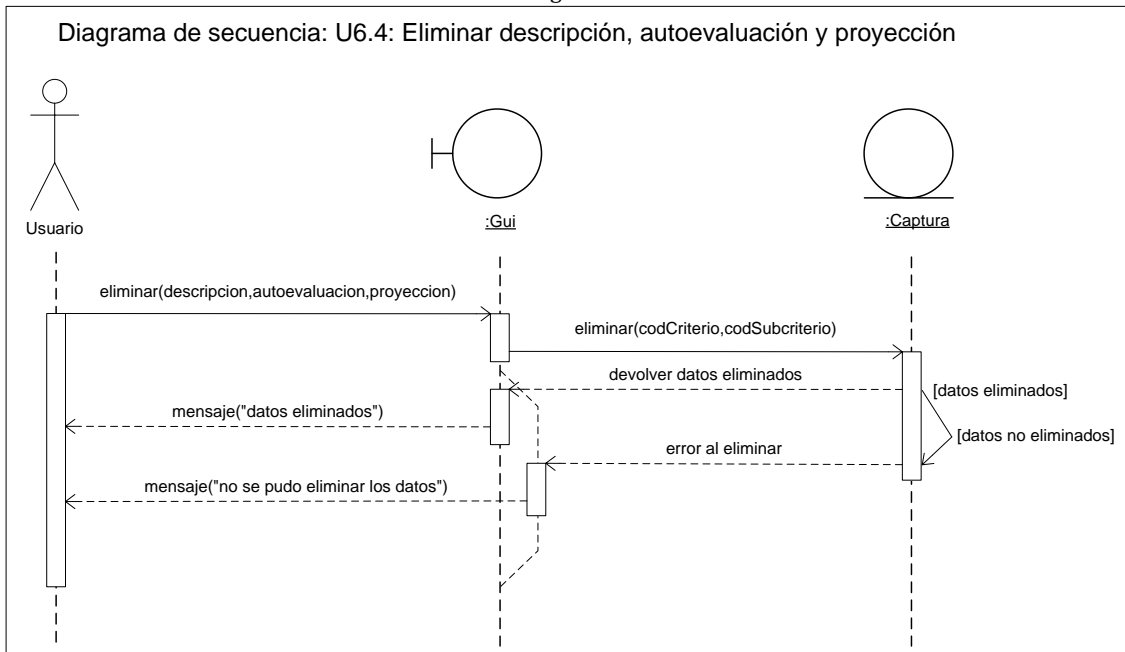 Diagrama de secuencia: U6.4: Eliminar descripción, autoevaluación y proyección
Usuario
:Gui
:Captura
eliminar(descripcion,autoevaluacion,proyeccion)
eliminar(codCriterio,codSubcriterio)
devolver datos eliminados
[datos eliminados]
mensaje("datos eliminados")
[datos no eliminados]
error al eliminar
mensaje("no se pudo eliminar los datos")